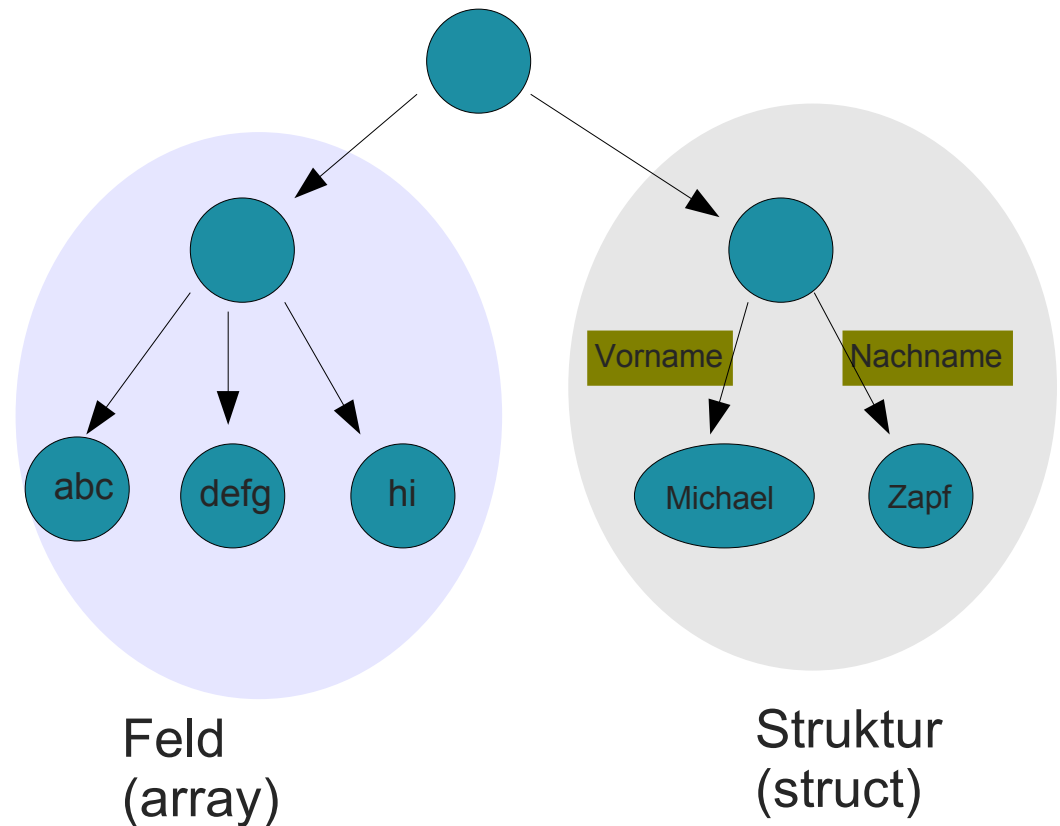 Vorname
Nachname
abc
defg
hi
Michael
Zapf
Feld
(array)
Struktur
(struct)